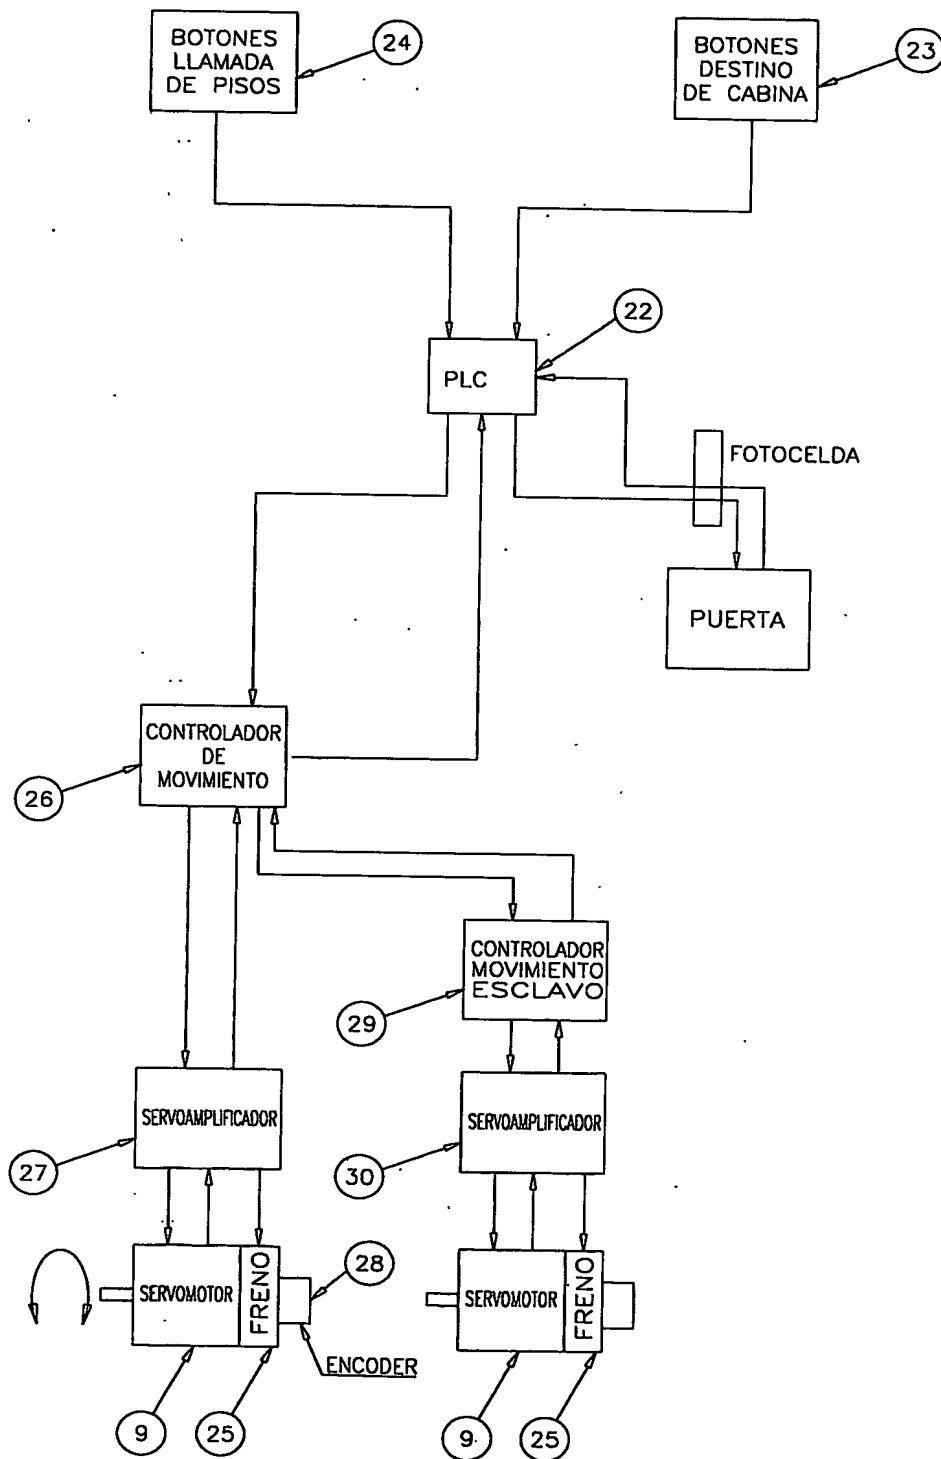 BOTONES
LLAMADA
DE PISOS
24
BOTONES
DESTINO
DE CABINA
23
22
PLC
FOTOCELDA
PUERTA
CONTROLADOR
DE
MOVIMIENTO
26
CONTROLADOR
MOVIMIENTO
ESCLAVO
29
SERVOAMPLIFICADOR
27
SERVOAMPLIFICADOR
30
SERVOMOTOR
FRENO
28
ENCODER
9
25
SERVOMOTOR
FRENO
9
25